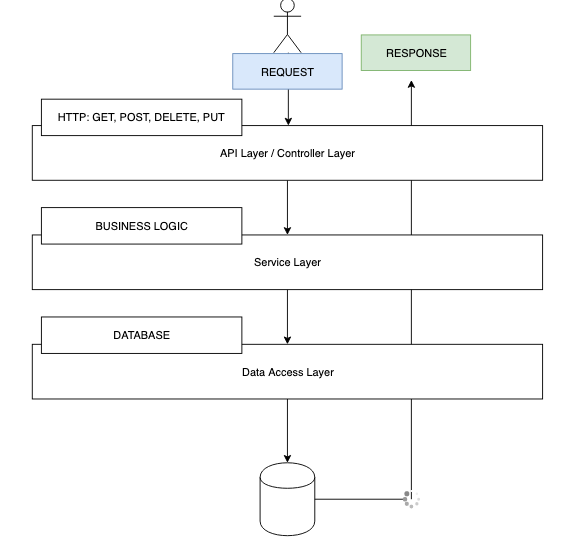 RESPONSE
REQUEST
HTTP: GET, POST, DELETE, PUT
API Layer / Controller Layer
BUSINESS LOGIC
Service Layer
DATABASE
Data Access Layer